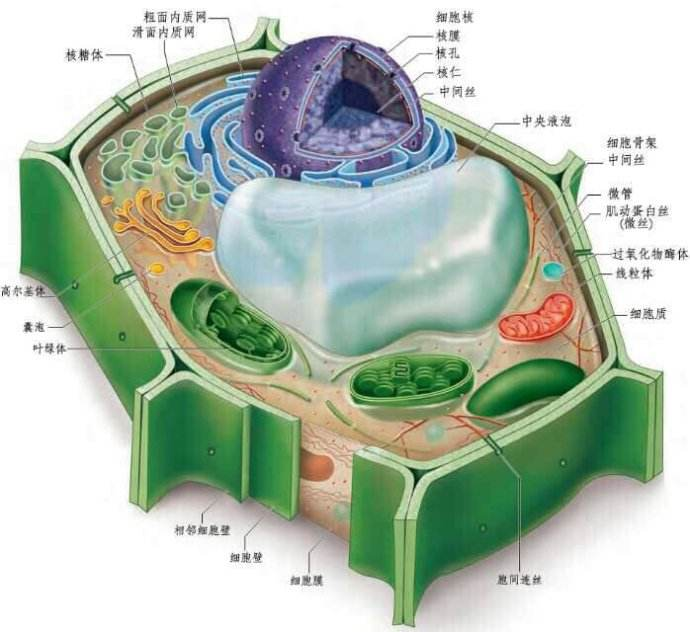 粗面内质网
滑面内质网
核糖体
细胞核
核膜
核孔
核仁
中间丝
中央液泡
细胞骨架
中间丝
微管
肌动蛋白丝
(微丝)
过氧化物酶体
线粒体
细胞质
高尔基体
囊泡
叶绿体
相邻细胞壁
细胞壁
细胞膜
胞间连丝